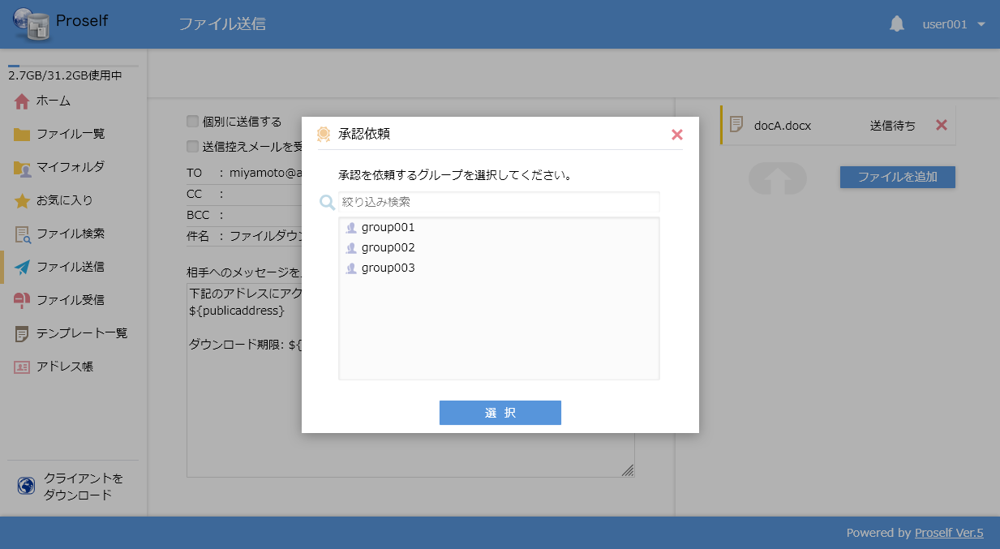 Proself
ファイル送信
user001
2.7GB/31.2GB使用中
ホーム
ファイル一覧
マイフォルダ
お気に入り
ファイル検索
ファイル送信
ファイル受信
テンプレート一覧
アドレス帳
クライアントを
ダウンロード
個別に送信する
送信控えメールを受
TO : miyamoto@a
CC :
BCC :
件名 : ファイルダウン
相手へのメッセージを
下記のアドレスにアク
${publicaddress}
ダウンロード期限: ${
承認依頼
承認を依頼するグループを選択してください。
絞り込み検索
group001
group002
group003
選 択
docA.docx 送信待ち
ファイルを追加
Powered by Proself Ver.5